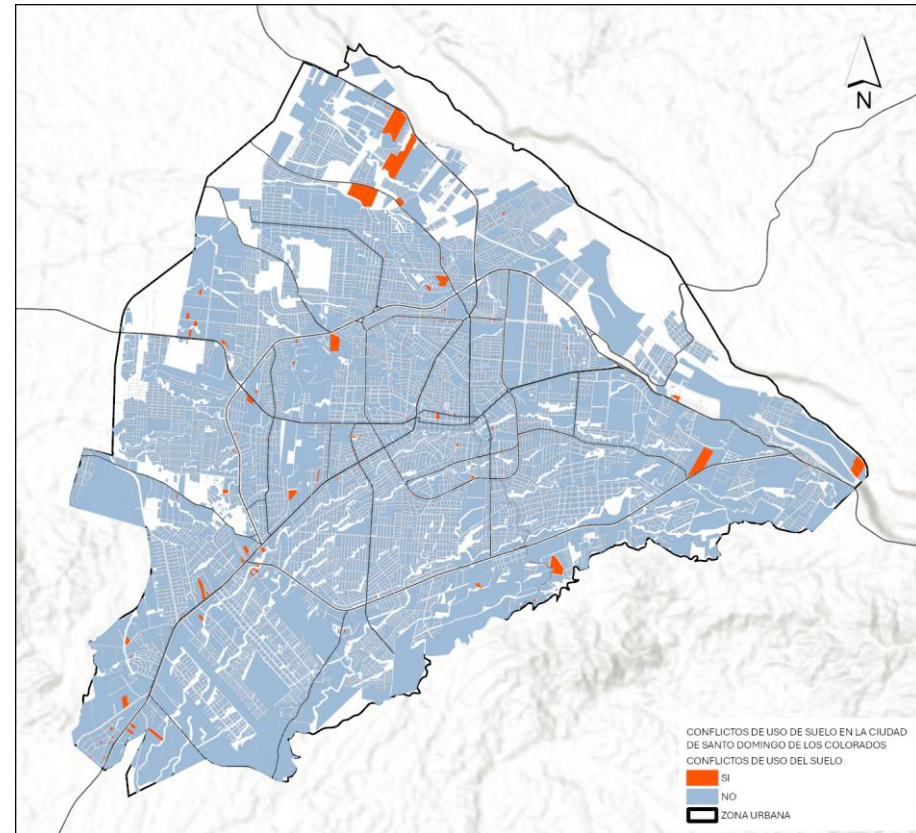 N
CONFLICTOS DE USO DE SUELO EN LA CIUDAD
DE SANTO DOMINGO DE LOS COLORADOS
CONFLICTOS DE USO DEL SUELO
SI
NO
ZONA URBANA